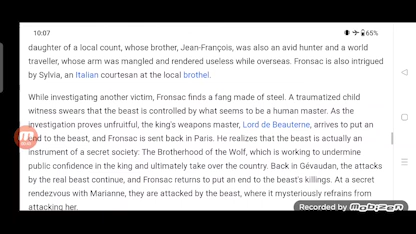 10:07
65%
daughter of a local count, whose brother, Jean-François, was also an avid hunter and a world
traveller, whose arm was mangled and rendered useless while overseas. Fronsac is also intrigued
by Sylvia, an Italian courtesan at the local brothel.
While investigating another victim, Fronsac finds a fang made of steel. A traumatized child
witness swears that the beast is controlled by what seems to be a human master. As the
investigation proves unfruitful, the king's weapons master, Lord de Beauterne, arrives to put an
end to the beast, and Fronsac is sent back in Paris. He realizes that the beast is actually an
instrument of a secret society: The Brotherhood of the Wolf, which is working to undermine
public confidence in the king and ultimately take over the country. Back in Gévaudan, the attacks
by the real beast continue, and Fronsac returns to put an end to the beast's killings. At a secret
rendezvous with Marianne, they are attacked by the beast, where it mysteriously refrains from
attacking her.
Recorded by mobizen